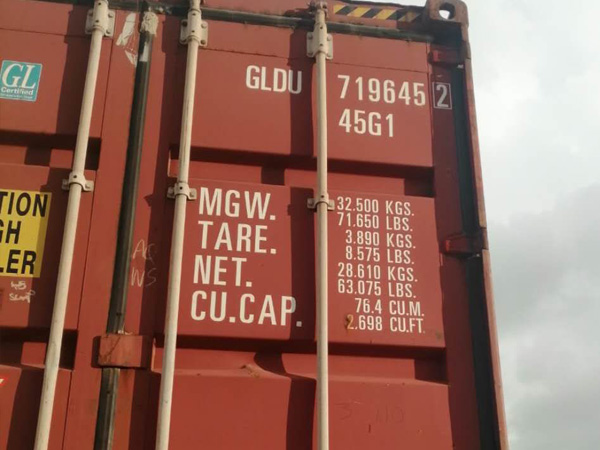 GL
Certified
GLDU 719645 2
45G1
TION
GH
LER
AC
WS
MGW. 32.500 KGS.
71.650 LBS.
TARE. 3.890 KGS.
8.575 LBS.
NET. 28.610 KGS.
63.075 LBS.
CU.CAP. 76.4 CU.M.
2.698 CU.FT.